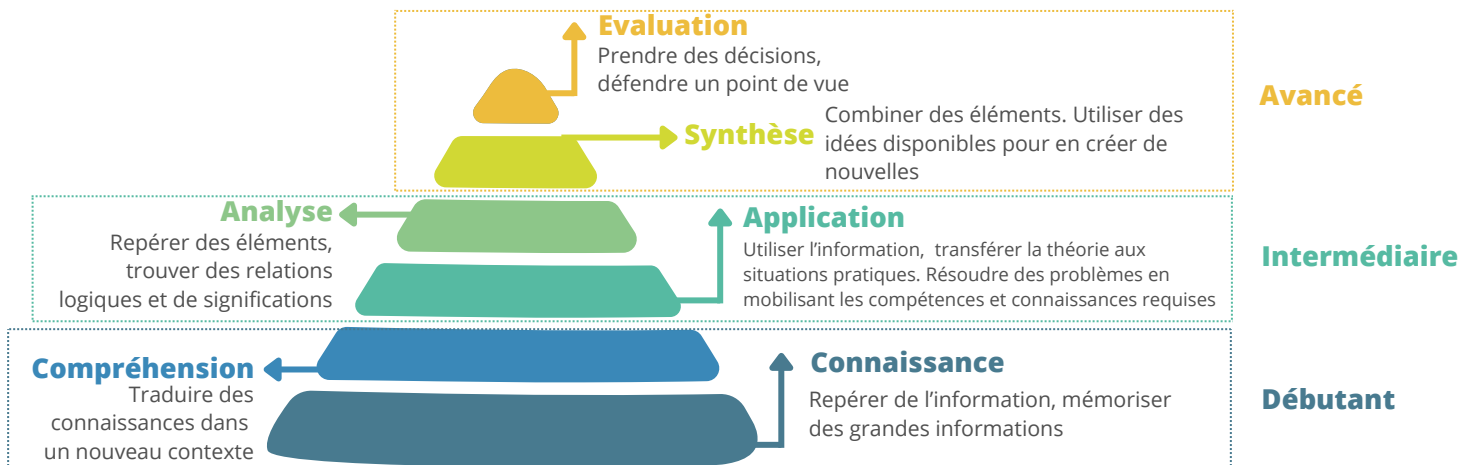 Evaluation
Prendre des décisions,
défendre un point de vue
Avancé
Synthèse
Combiner des éléments. Utiliser des
idées disponibles pour en créer de
nouvelles
Analyse
Repérer des éléments,
trouver des relations
logiques et de significations
Application
Utiliser l’information, transférer la théorie aux
situations pratiques. Résoudre des problèmes en
mobilisant les compétences et connaissances requises
Intermédiaire
Compréhension
Traduire des
connaissances dans
un nouveau contexte
Connaissance
Repérer de l’information, mémoriser
des grandes informations
Débutant